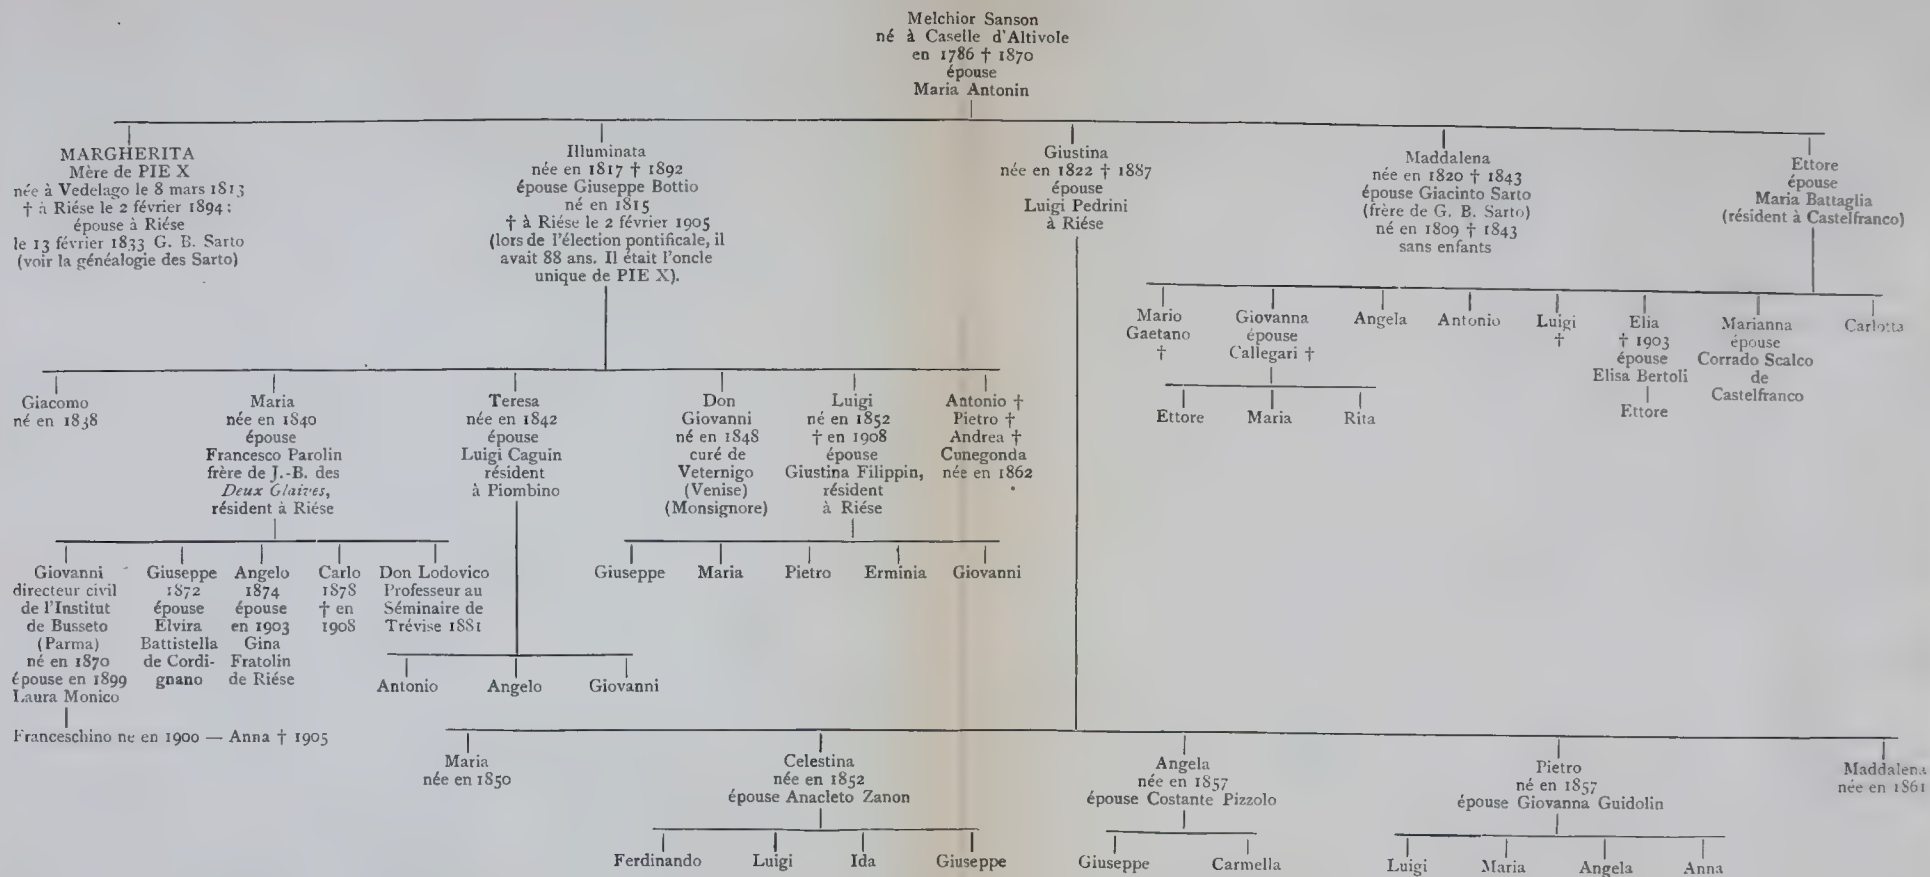 Melchior Sanson
né à Caselle d'Altivole
en 1786 † 1870
épouse
Maria Antonin
MARGHERITA
Mère de PIE X
née à Vedelago le 8 mars 1813
† à Riése le 2 février 1894 ;
épouse à Riése
le 13 février 1833 G. B. Sarto
(voir la généalogie des Sarto)
Illuminata
née en 1817 † 1892
épouse Giuseppe Bottio
né en 1815
† à Riése le 2 février 1905
(lors de l'élection pontificale, il
avait 88 ans. Il était l'oncle
unique de PIE X).
Giustina
née en 1822 † 1887
épouse
Luigi Pedrini
à Riése
Maddalena
née en 1820 † 1843
épouse Giacinto Sarto
(frère de G. B. Sarto)
né en 1809 † 1843
sans enfants
Ettore
épouse
Maria Battaglia
(résident à Castelfranco)
Mario
Gaetano
†
Giovanna
épouse
Callegari †
Angela
Antonio
Luigi
†
Elia
† 1903
épouse
Elisa Bertoli
Marianna
épouse
Corrado Scalco
de
Castelfranco
Carlotta
Ettore
Maria
Rita
Ettore
Giacomo
né en 1838
Maria
née en 1840
épouse
Francesco Parolin
frère de J.-B. des
Deux Glaives,
résident à Riése
Teresa
née en 1842
épouse
Luigi Caguin
résident
à Piombino
Don
Giovanni
né en 1848
curé de
Veternigo
(Venise)
(Monsignore)
Luigi
né en 1852
† en 1908
épouse
Giustina Filippin,
résident
à Riése
Antonio †
Pietro †
Andrea †
Cunegonda
née en 1862
Giovanni
directeur civil
de l'Institut
de Busseto
(Parma)
né en 1870
épouse en 1899
Laura Monico
Giuseppe
1872
épouse
Elvira
Battistella
de Cordi-
gnano
Angelo
1874
épouse
en 1903
Gina
Fratolin
de Riése
Carlo
1878
† en
1908
Don Lodovico
Professeur au
Séminaire de
Trévise 1881
Giuseppe
Maria
Pietro
Erminia
Giovanni
Antonio
Angelo
Giovanni
Franceschino né en 1900 — Anna † 1905
Maria
née en 1850
Celestina
née en 1852
épouse Anacleto Zanon
Angela
née en 1857
épouse Costante Pizzolo
Pietro
né en 1857
épouse Giovanna Guidolin
Maddalena
née en 1861
Ferdinando
Luigi
Ida
Giuseppe
Giuseppe
Carmella
Luigi
Maria
Angela
Anna